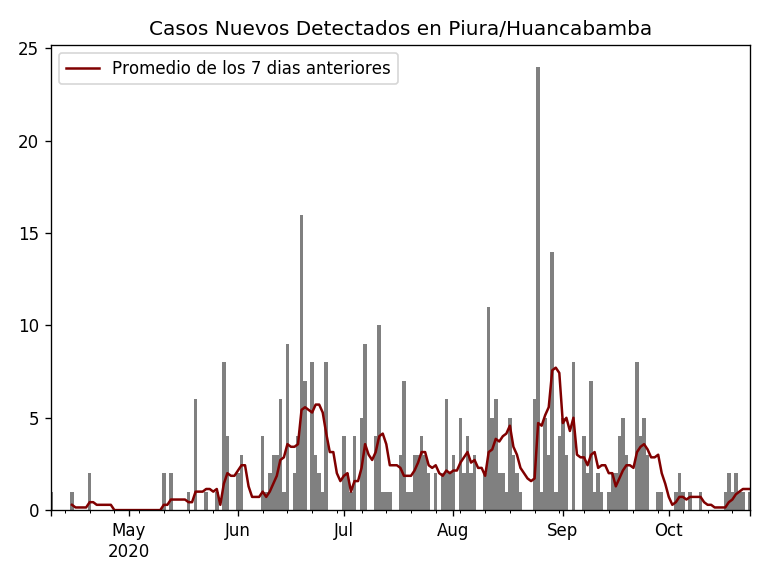 Casos Nuevos Detectados en Piura/Huancabamba
Promedio de los 7 dias anteriores
25
20
15
10
5
0
May Jun Jul Aug Sep Oct
2020